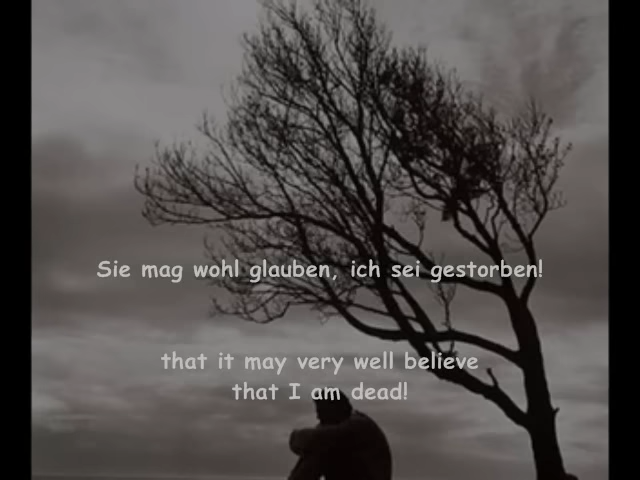 Sie mag wohl glauben, ich sei gestorben!
that it may very well believe
that I am dead!